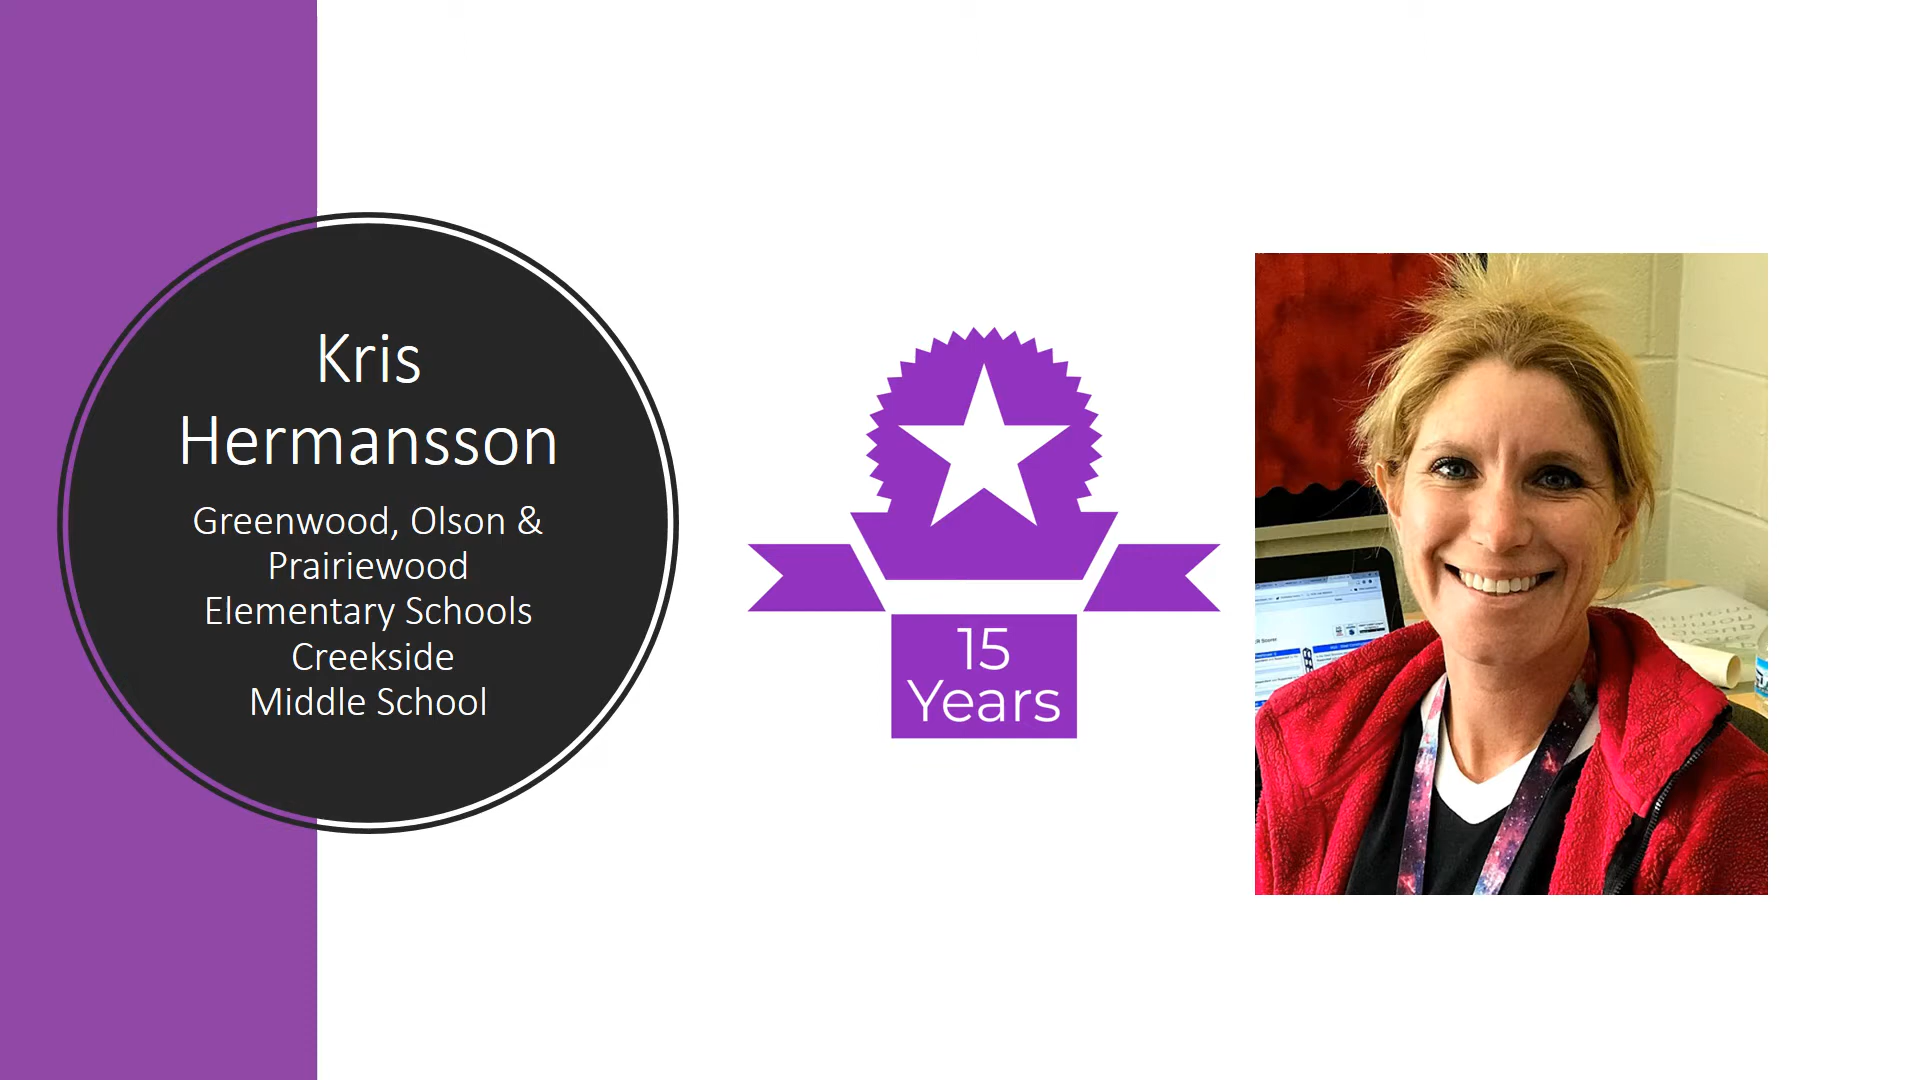 Kris
Hermansson
Greenwood, Olson &
Prairiewood
Elementary Schools
Creekside
Middle School
15
Years